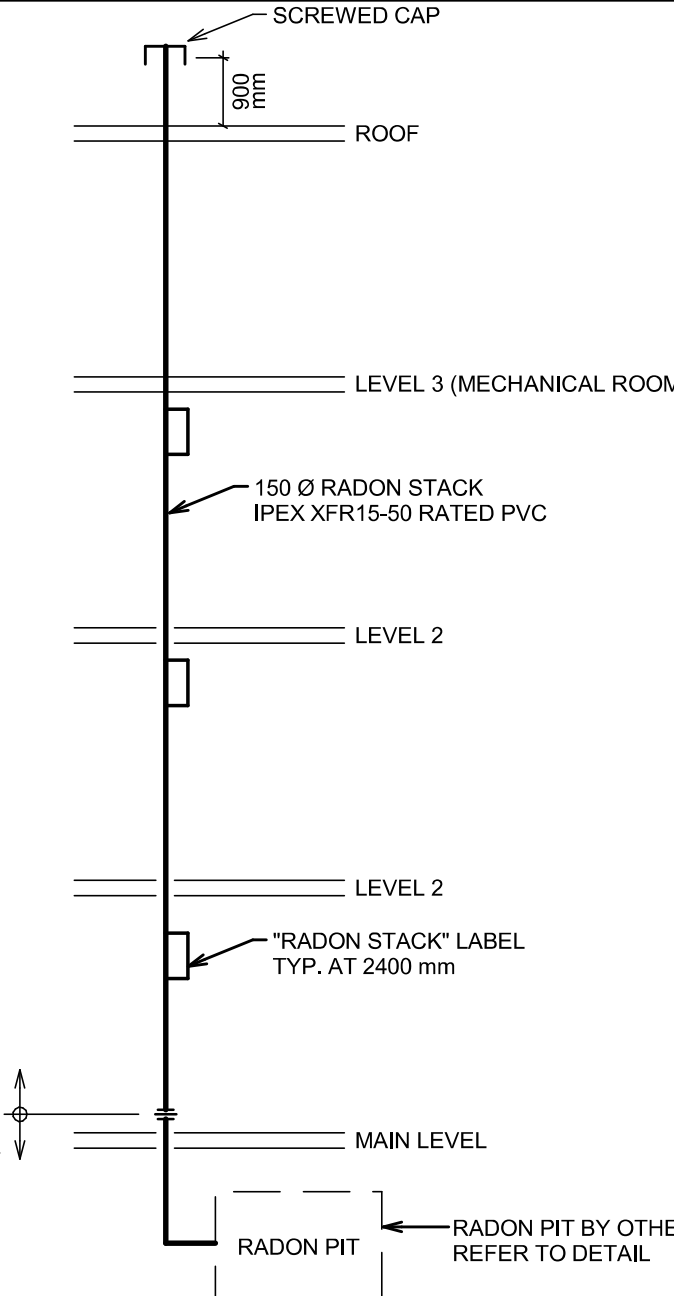 SCREWED CAP
900
mm
ROOF
LEVEL 3 (MECHANICAL ROOM
150 Ø RADON STACK
IPEX XFR15-50 RATED PVC
LEVEL 2
LEVEL 2
"RADON STACK" LABEL
TYP. AT 2400 mm
MAIN LEVEL
RADON PIT
RADON PIT BY OTHE
REFER TO DETAIL